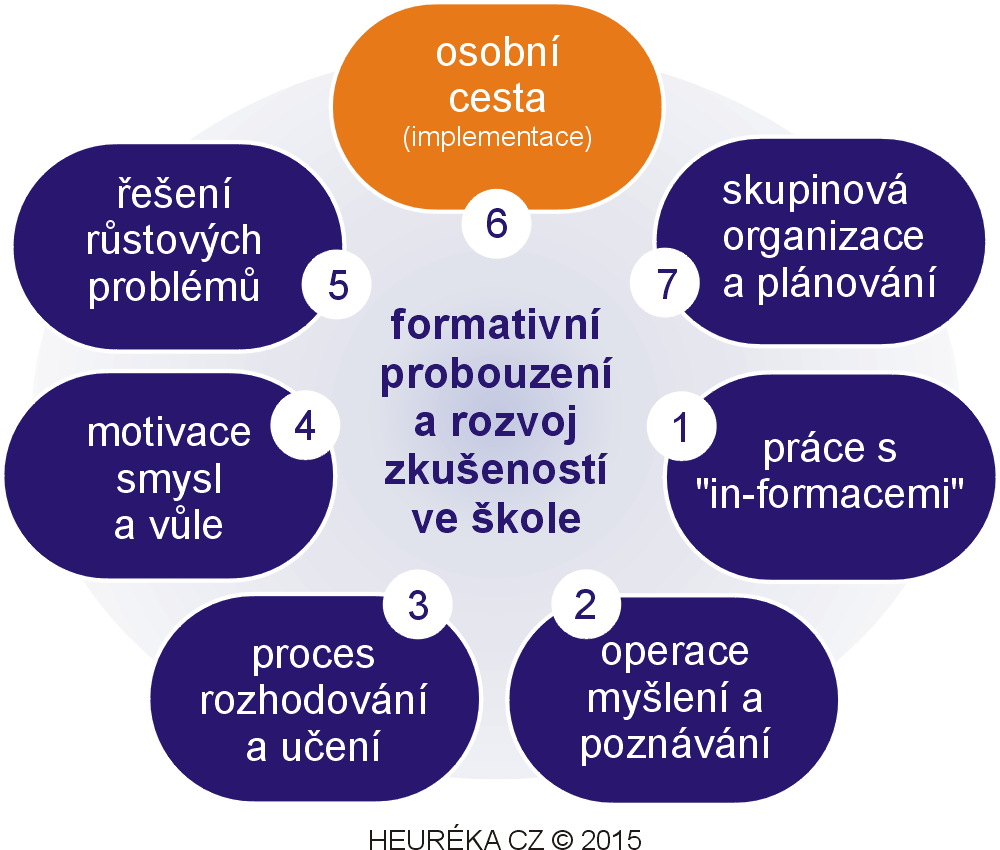 osobní
cesta
(implementace)
6
skupinová
organizace
a plánování
7
práce s
"in-formacemi"
1
operace
myšlení a
poznávání
2
proces
rozhodování
a učení
3
motivace
smysl
a vůle
4
řešení
růstových
problémů
5
formativní
probouzení
a rozvoj
zkušeností
ve škole
HEURÉKA CZ © 2015